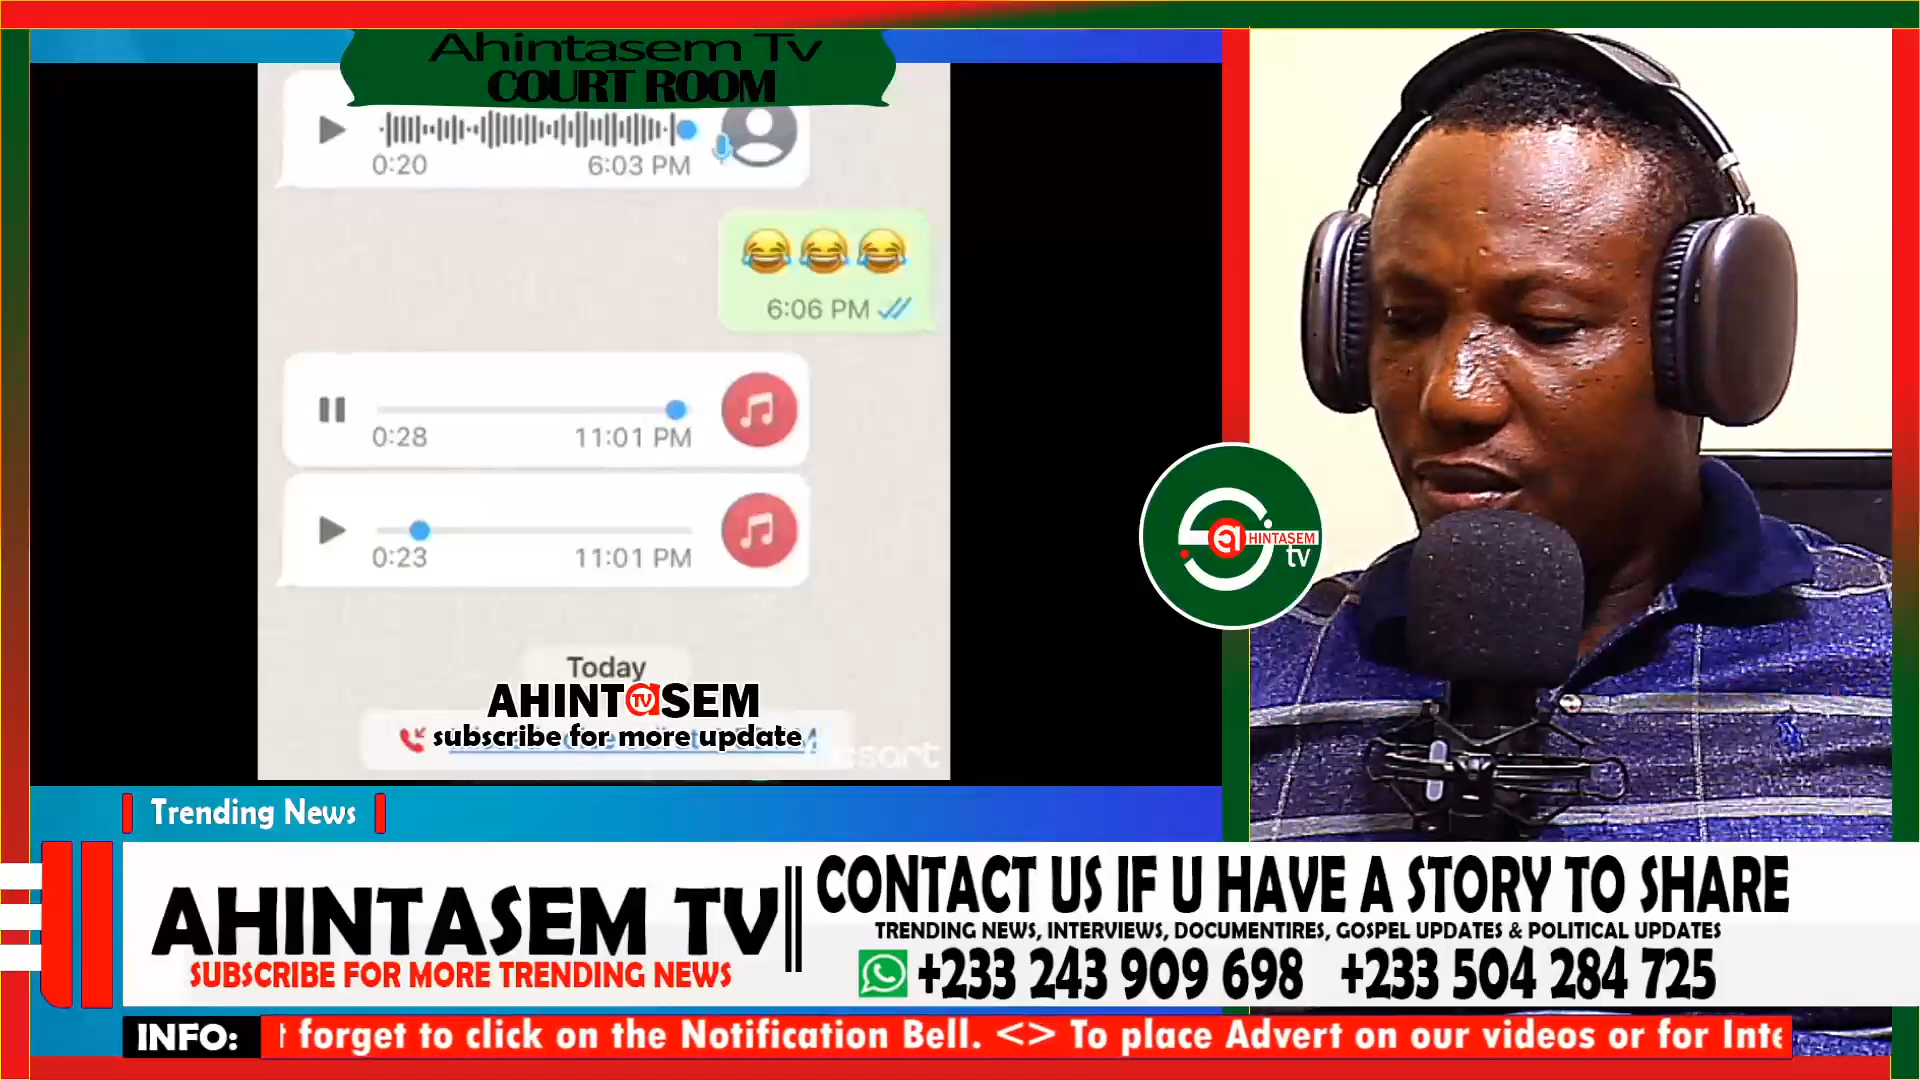 Ahintasem Tv
COURT ROOM
0:20
6:03 PM
6:06 PM
0:28
11:01 PM
0:23
11:01 PM
Today
AHINTaSEM
TV
subscribe for more update
aHINTASEM
tv
Trending News
AHINTASEM TV
SUBSCRIBE FOR MORE TRENDING NEWS
CONTACT US IF U HAVE A STORY TO SHARE
TRENDING NEWS, INTERVIEWS, DOCUMENTIRES, GOSPEL UPDATES & POLITICAL UPDATES
+233 243 909 698 +233 504 284 725
INFO:
t forget to click on the Notification Bell. <> To place Advert on our videos or for Inte